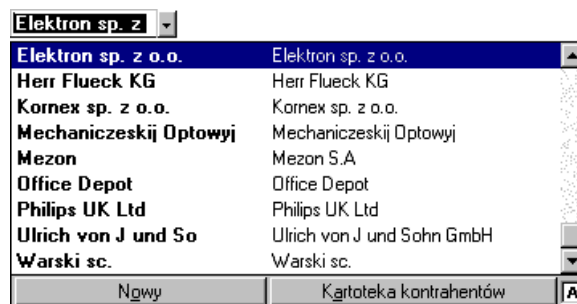 Elektron sp. z
Elektron sp. z o.o. Elektron sp. z o.o.
Herr Flueck KG Herr Flueck KG
Kornex sp. z o.o. Kornex sp. z o.o.
Mechaniczeskij Optowyj Mechaniczeskij Optowyj
Mezon Mezon S.A
Office Depot Office Depot
Philips UK Ltd Philips UK Ltd
Ulrich von J und So Ulrich von J und Sohn GmbH
Warski sc. Warski sc.
Nowy Kartoteka kontrahentów A